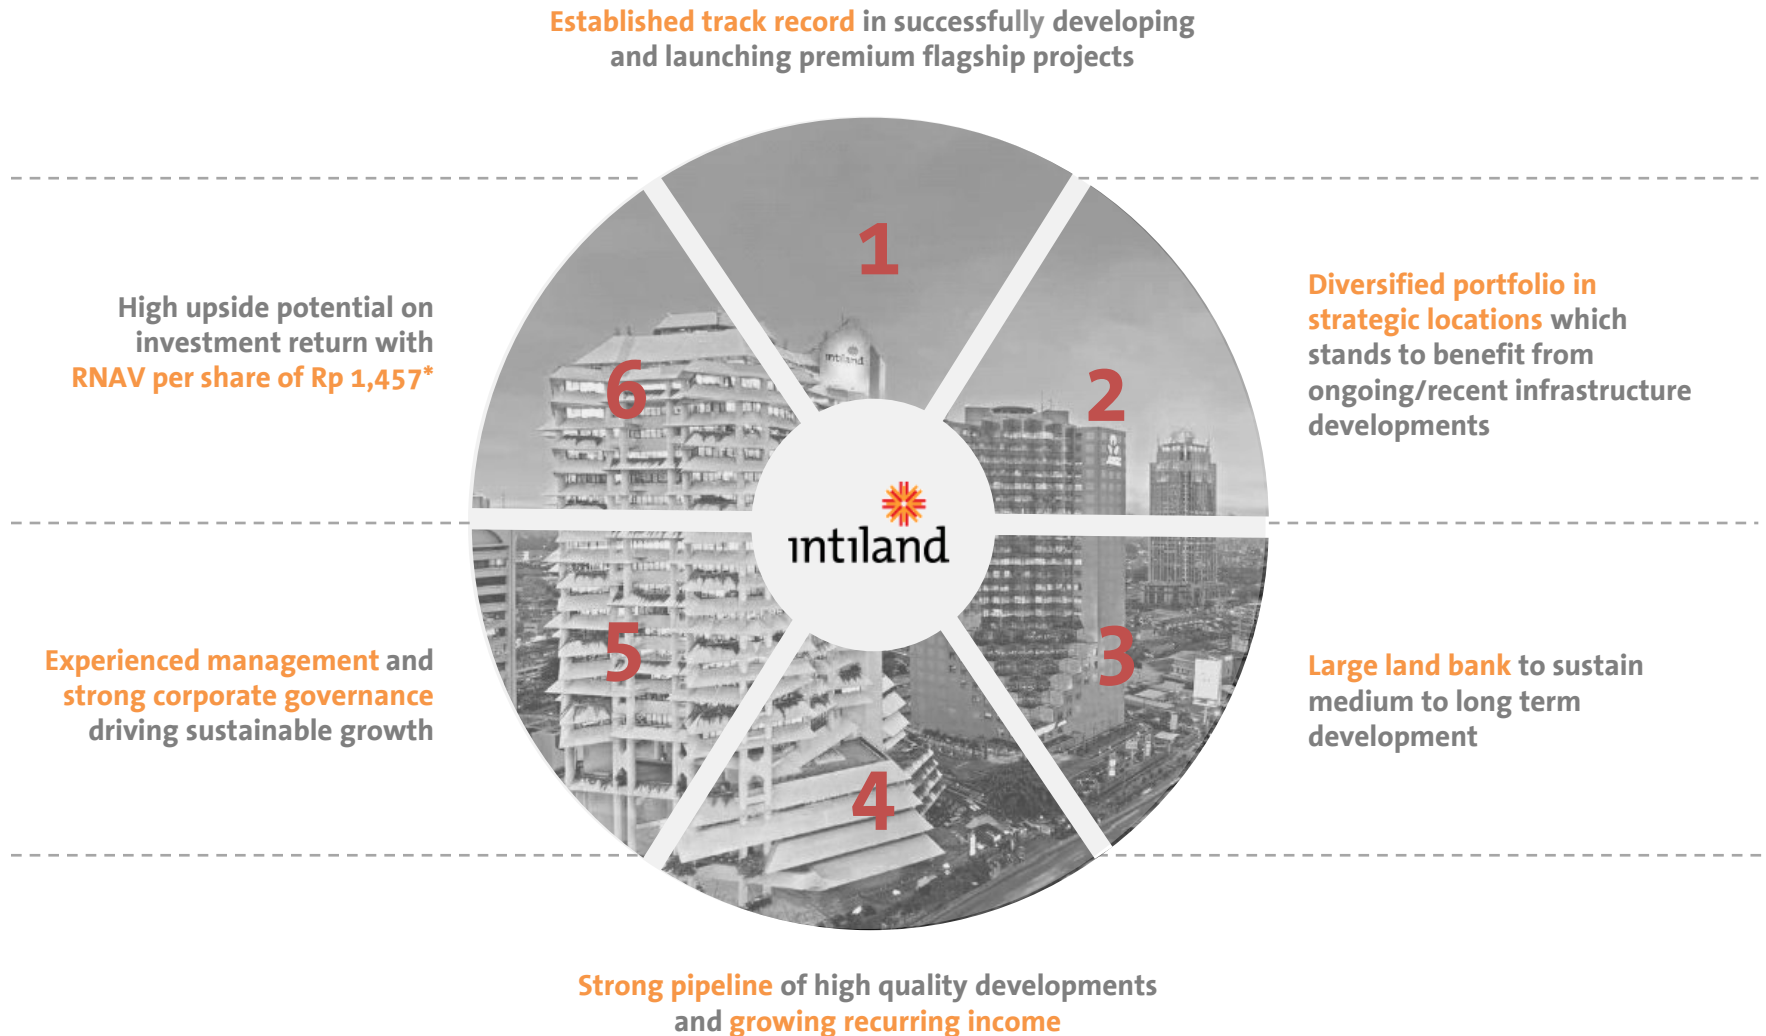 Established track record in successfully developing
and launching premium flagship projects
1
High upside potential on
investment return with
RNAV per share of Rp 1,457*
6
intiland
2
Diversified portfolio in
strategic locations which
stands to benefit from
ongoing/recent infrastructure
developments
intiland
Experienced management and
strong corporate governance
driving sustainable growth
5
3
Large land bank to sustain
medium to long term
development
4
Strong pipeline of high quality developments
and growing recurring income